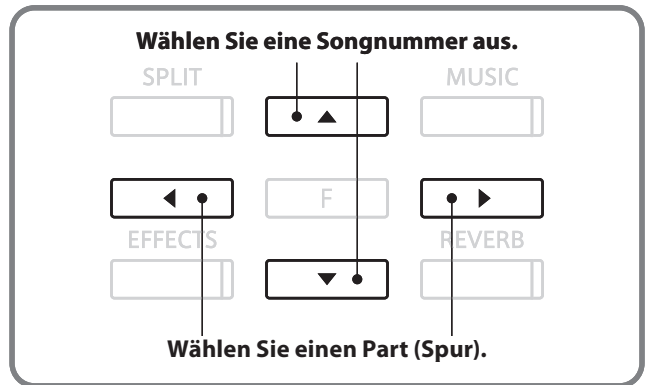 Wählen Sie eine Songnummer aus.
SPLIT
MUSIC
F
EFFECTS
REVERB
Wählen Sie einen Part (Spur).